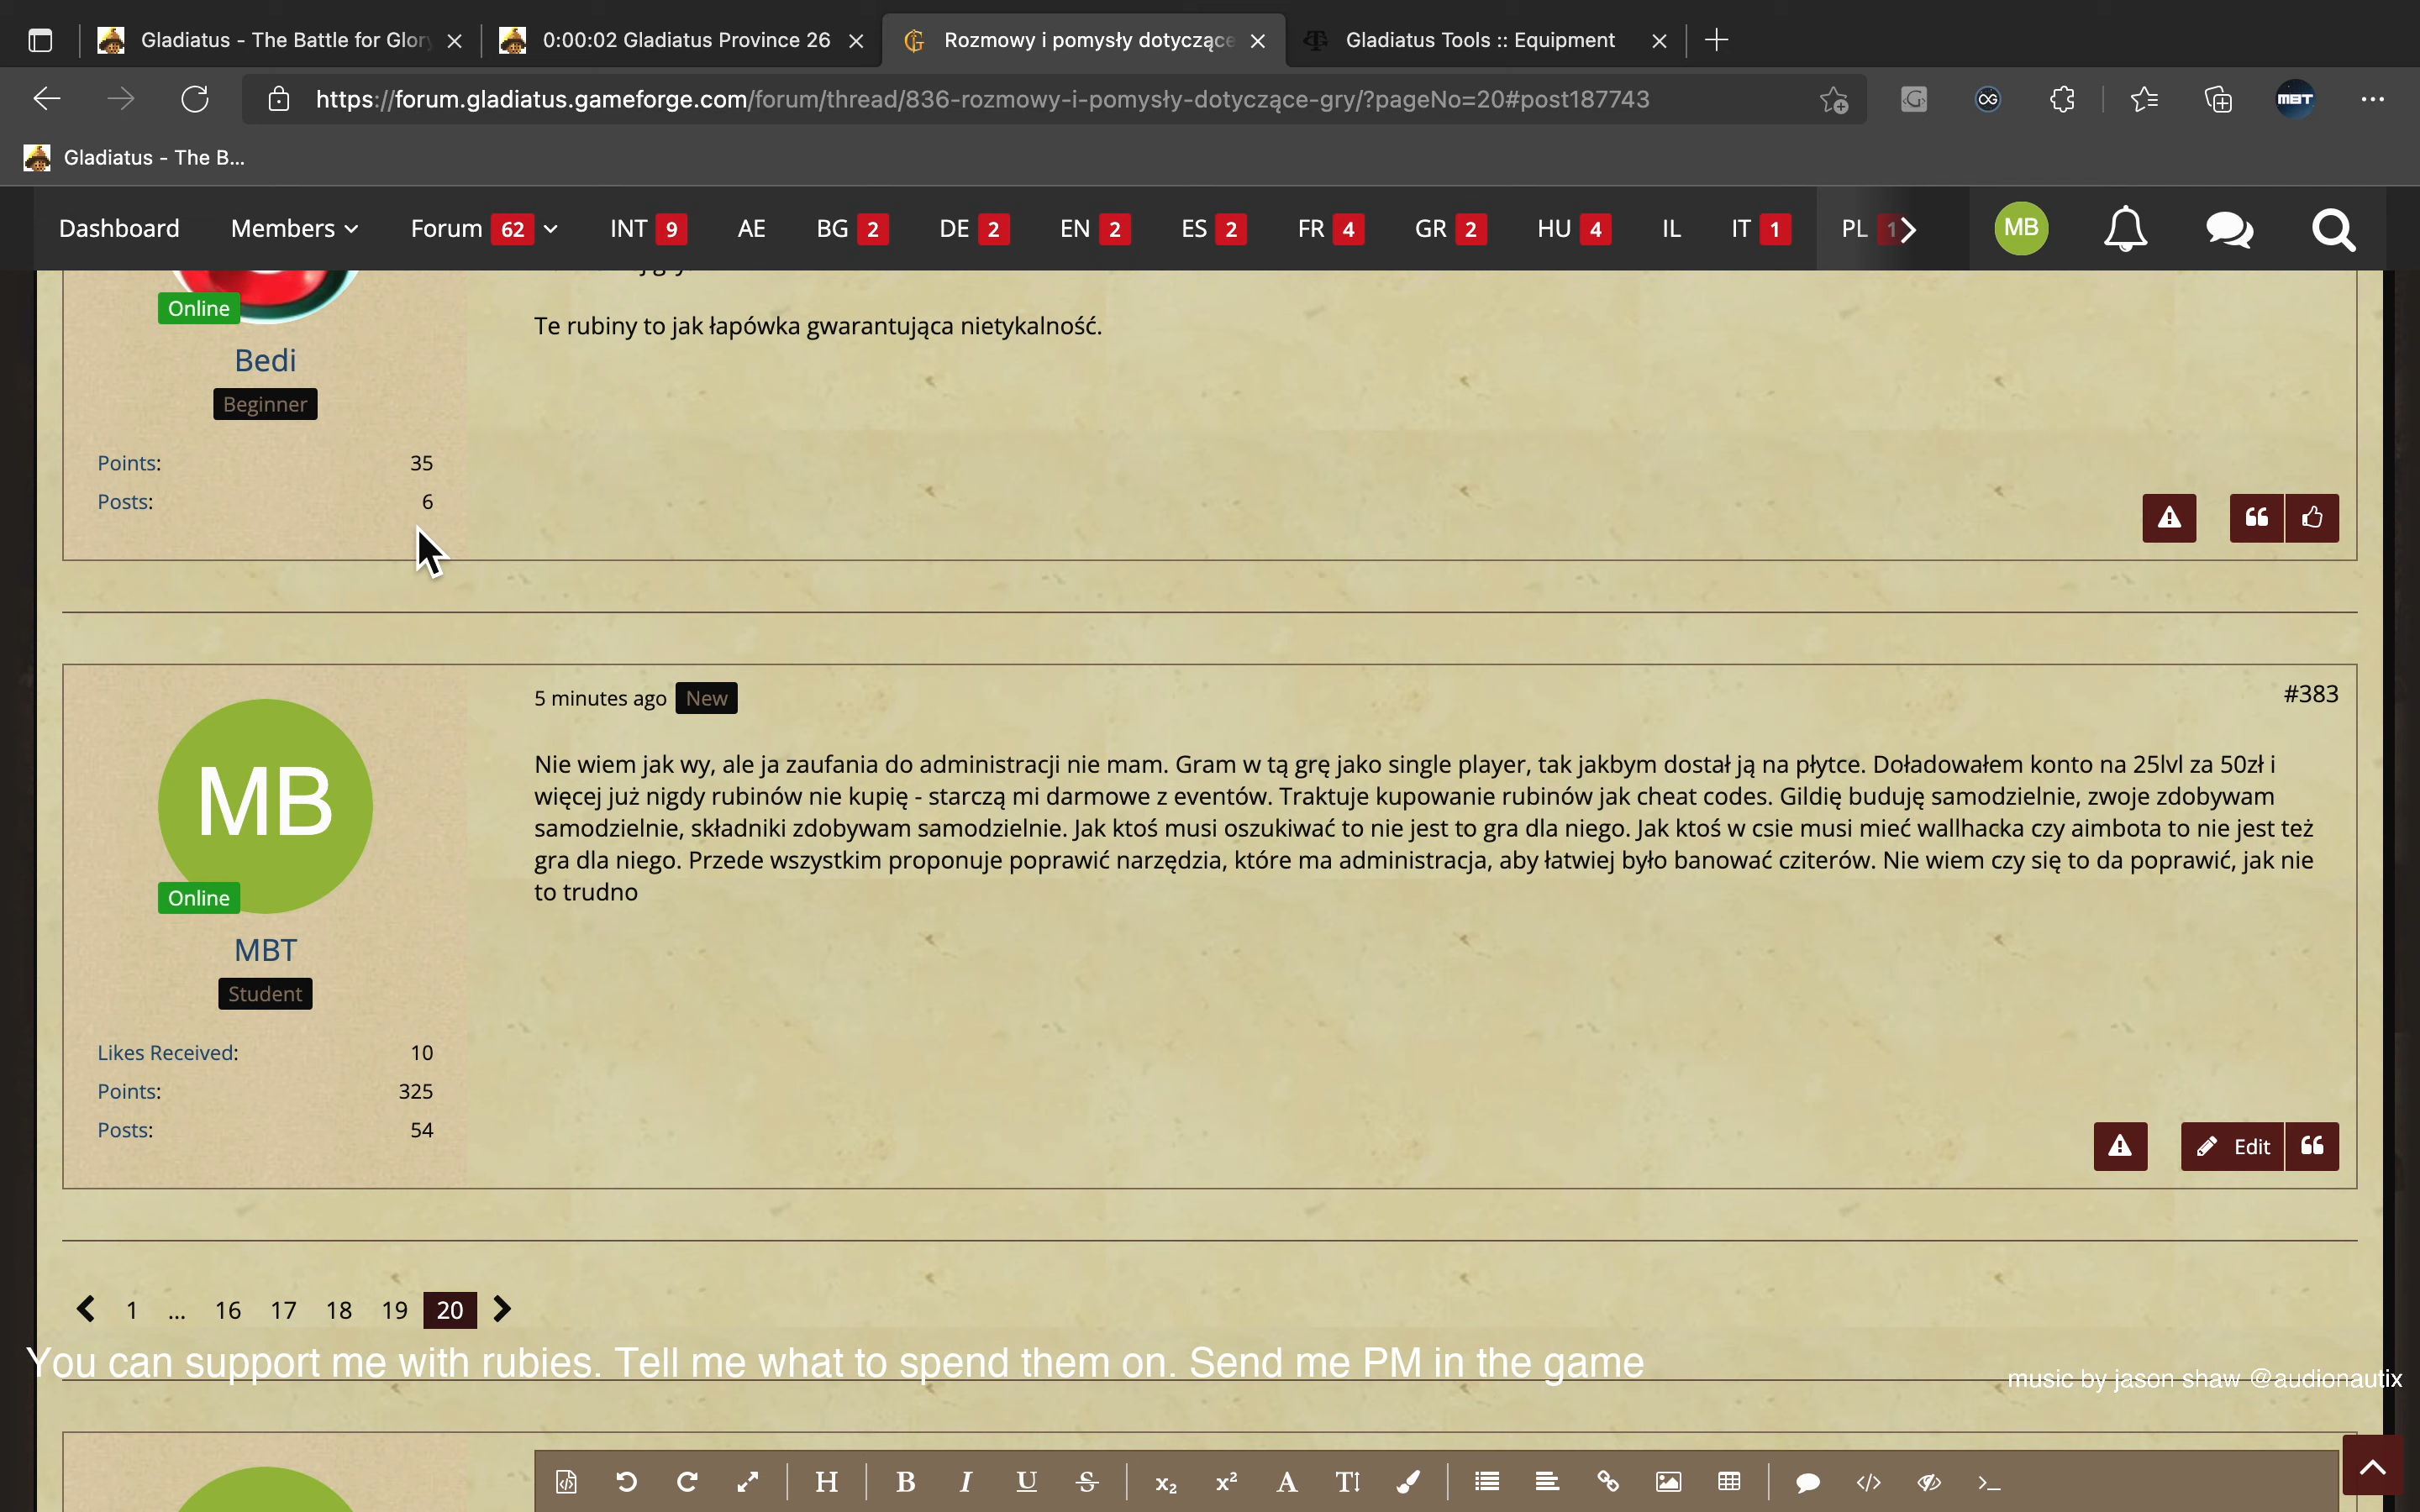 Gladiatus - The Battle for Glory
0:00:02 Gladiatus Province 26
Rozmowy i pomysły dotyczące
Gladiatus Tools :: Equipment
https://forum.gladiatus.gameforge.com/forum/thread/836-rozmowy-i-pomysły-dotyczące-gry/?pageNo=20#post187743
MBT
Gladiatus - The B...
Dashboard Members Forum 62 INT 9 AE BG 2 DE 2 EN 2 ES 2 FR 4 GR 2 HU 4 IL IT 1 PL 1 MB
Online
Bedi
Beginner
Points: 35
Posts: 6
Te rubiny to jak łapówka gwarantująca nietykalność.
5 minutes ago New
#383
MB
Online
MBT
Student
Likes Received: 10
Points: 325
Posts: 54
Nie wiem jak wy, ale ja zaufania do administracji nie mam. Gram w tą grę jako single player, tak jakbym dostał ją na płytce. Doładowałem konto na 25lvl za 50zł i
więcej już nigdy rubinów nie kupię - starczą mi darmowe z eventów. Traktuje kupowanie rubinów jak cheat codes. Gildię buduję samodzielnie, zwoje zdobywam
samodzielnie, składniki zdobywam samodzielnie. Jak ktoś musi oszukiwać to nie jest to gra dla niego. Jak ktoś w csie musi mieć wallhacka czy aimbota to nie jest też
gra dla niego. Przede wszystkim proponuje poprawić narzędzia, które ma administracja, aby łatwiej było banować cziterów. Nie wiem czy się to da poprawić, jak nie
to trudno
Edit
1 ... 16 17 18 19 20
You can support me with rubies. Tell me what to spend them on. Send me PM in the game
music by jason shaw @audionautix
H B I U S x₂ x² A T